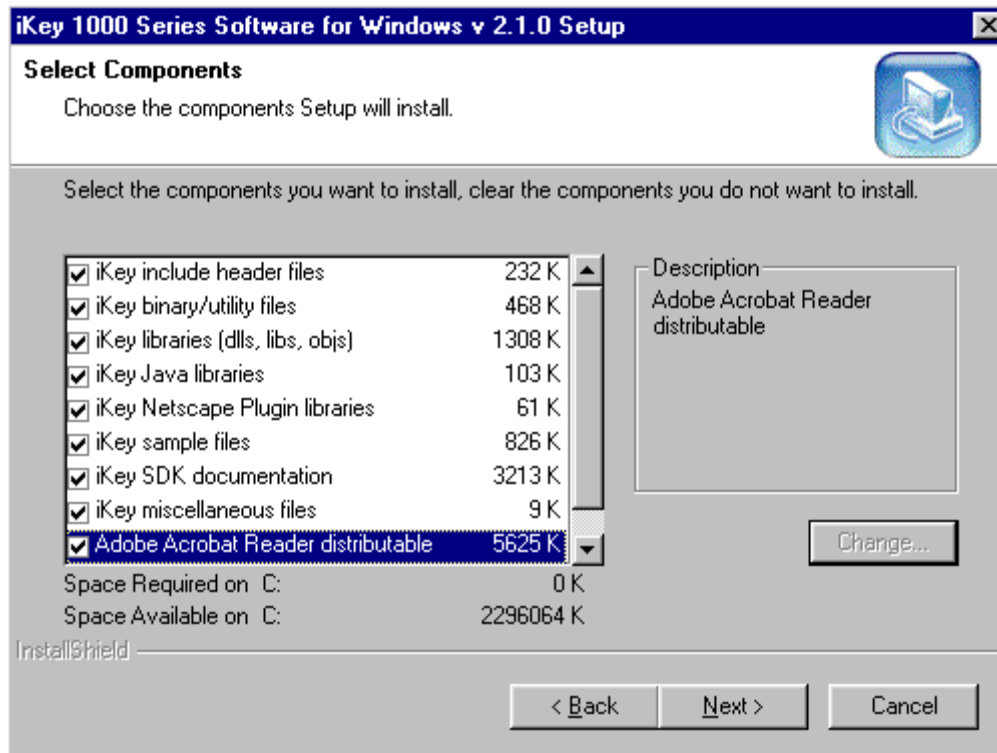 iKey 1000 Series Software for Windows v 2.1.0 Setup
Select Components
Choose the components Setup will install.
Select the components you want to install, clear the components you do not want to install.
iKey include header files 232 K
iKey binary/utility files 468 K
iKey libraries (dlls, libs, objs) 1308 K
iKey Java libraries 103 K
iKey Netscape Plugin libraries 61 K
iKey sample files 826 K
iKey SDK documentation 3213 K
iKey miscellaneous files 9 K
Adobe Acrobat Reader distributable 5625 K
Description
Adobe Acrobat Reader
distributable
Change...
Space Required on C: 0 K
Space Available on C: 2296064 K
InstallShield
< Back Next > Cancel